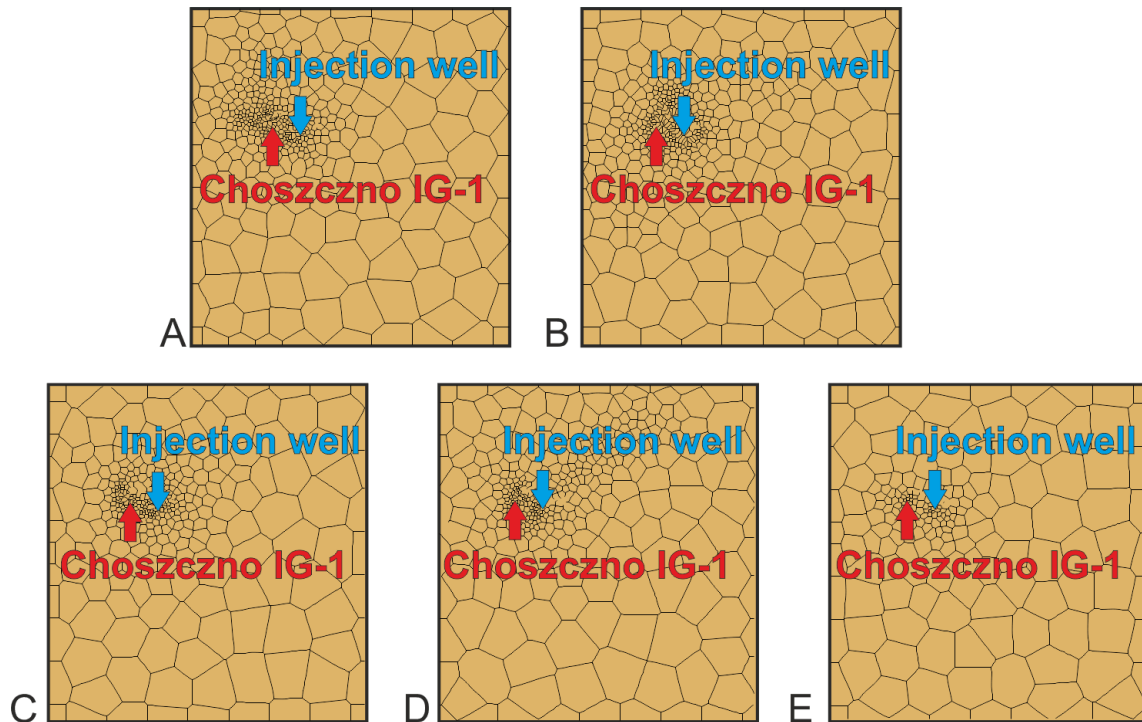 Injection well
Choszczno IG-1
A
Injection well
Choszczno IG-1
B
Injection well
Choszczno IG-1
C
Injection well
Choszczno IG-1
D
Injection well
Choszczno IG-1
E